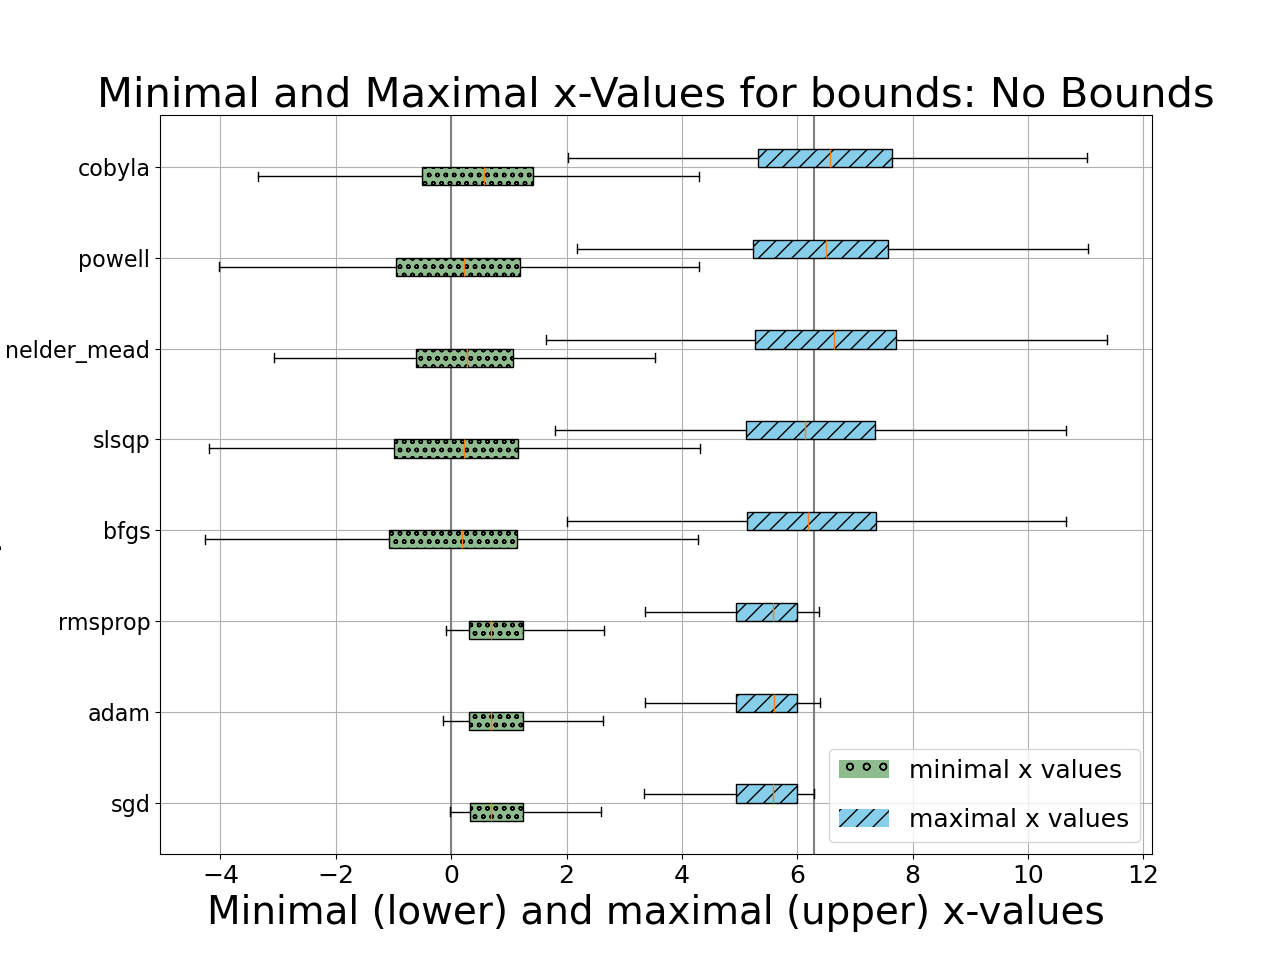 Minimal and Maximal x-Values for bounds: No Bounds
cobyla
powell
nelder_mead
slsqp
bfgs
rmsprop
adam
sgd
minimal x values
maximal x values
−4 −2 0 2 4 6 8 10 12
Minimal (lower) and maximal (upper) x-values